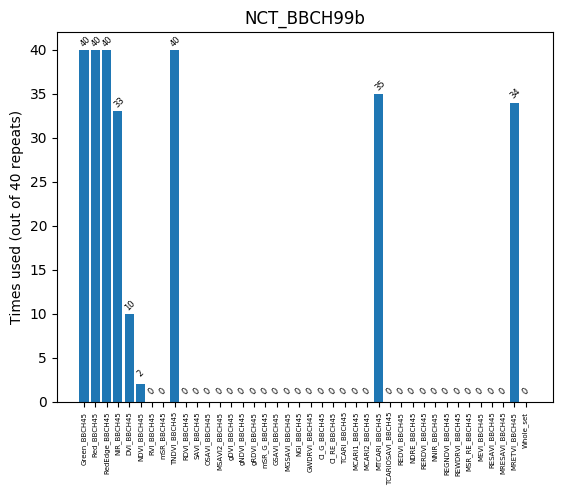 NCT_BBCH99b
Times used (out of 40 repeats)
40
35
30
25
20
15
10
5
0
40 40 40 33 10 2 0 0 40 0 0 0 0 0 0 0 0 0 0 0 0 0 0 0 0 0 35 0 0 0 0 0 0 0 0 0 0 0 34 0
Green_BBCH45
Red_BBCH45
RedEdge_BBCH45
NIR_BBCH45
DVI_BBCH45
NDVI_BBCH45
RVI_BBCH45
mSR_BBCH45
TNDVI_BBCH45
RDVI_BBCH45
SAVI_BBCH45
OSAVI_BBCH45
MSAVI2_BBCH45
gDVI_BBCH45
gNDVI_BBCH45
gRDVI_BBCH45
mSR_G_BBCH45
GSAVI_BBCH45
MGSAVI_BBCH45
NGI_BBCH45
GWDRVI_BBCH45
CI_G_BBCH45
CI_RE_BBCH45
TCARI_BBCH45
MCARI1_BBCH45
MCARI2_BBCH45
MTCARI_BBCH45
TCARIOSAVI_BBCH45
REDVI_BBCH45
NDRE_BBCH45
RERDVI_BBCH45
NNIR_BBCH45
REGNDVI_BBCH45
REWDRVI_BBCH45
MSR_RE_BBCH45
MEVI_BBCH45
RESAVI_BBCH45
MRESAVI_BBCH45
MRETVI_BBCH45
Whole_set